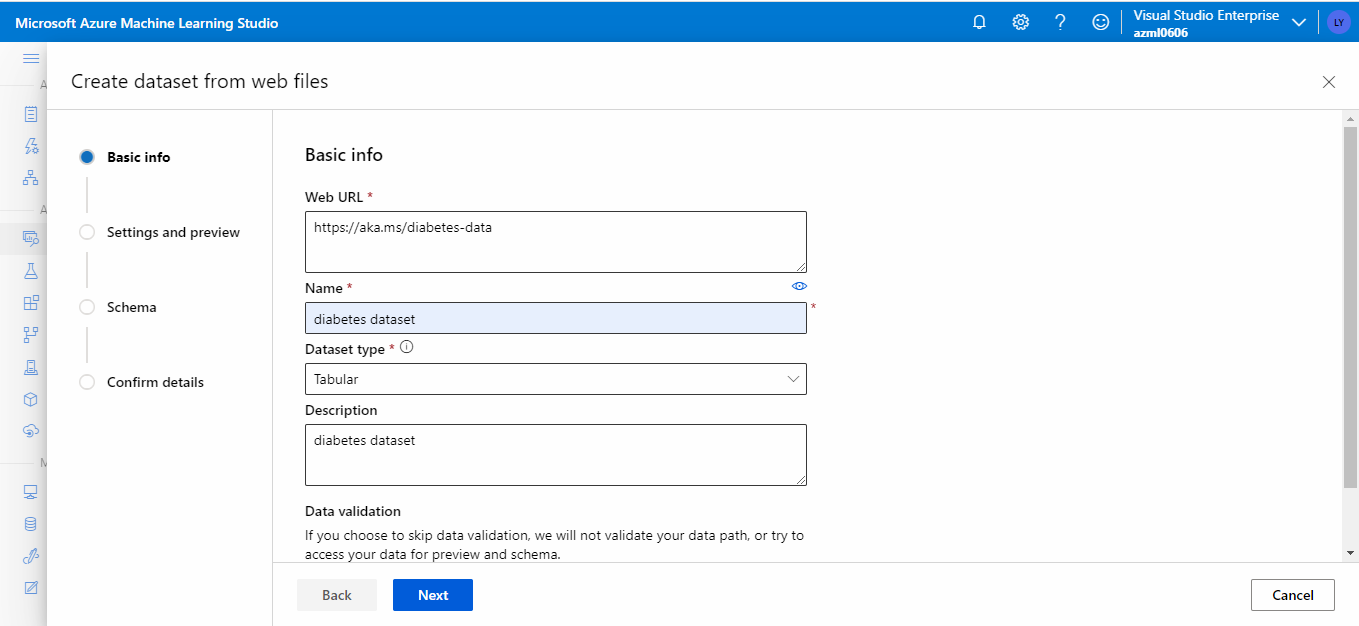 Microsoft Azure Machine Learning Studio
Visual Studio Enterprise
azml0606
LY
Create dataset from web files
A
A
M
Basic info
Settings and preview
Schema
Confirm details
Basic info
Web URL *
https://aka.ms/diabetes-data
Name *
diabetes dataset
*
Dataset type *
Tabular
Description
diabetes dataset
Data validation
If you choose to skip data validation, we will not validate your data path, or try to
access your data for preview and schema.
Back
Next
Cancel